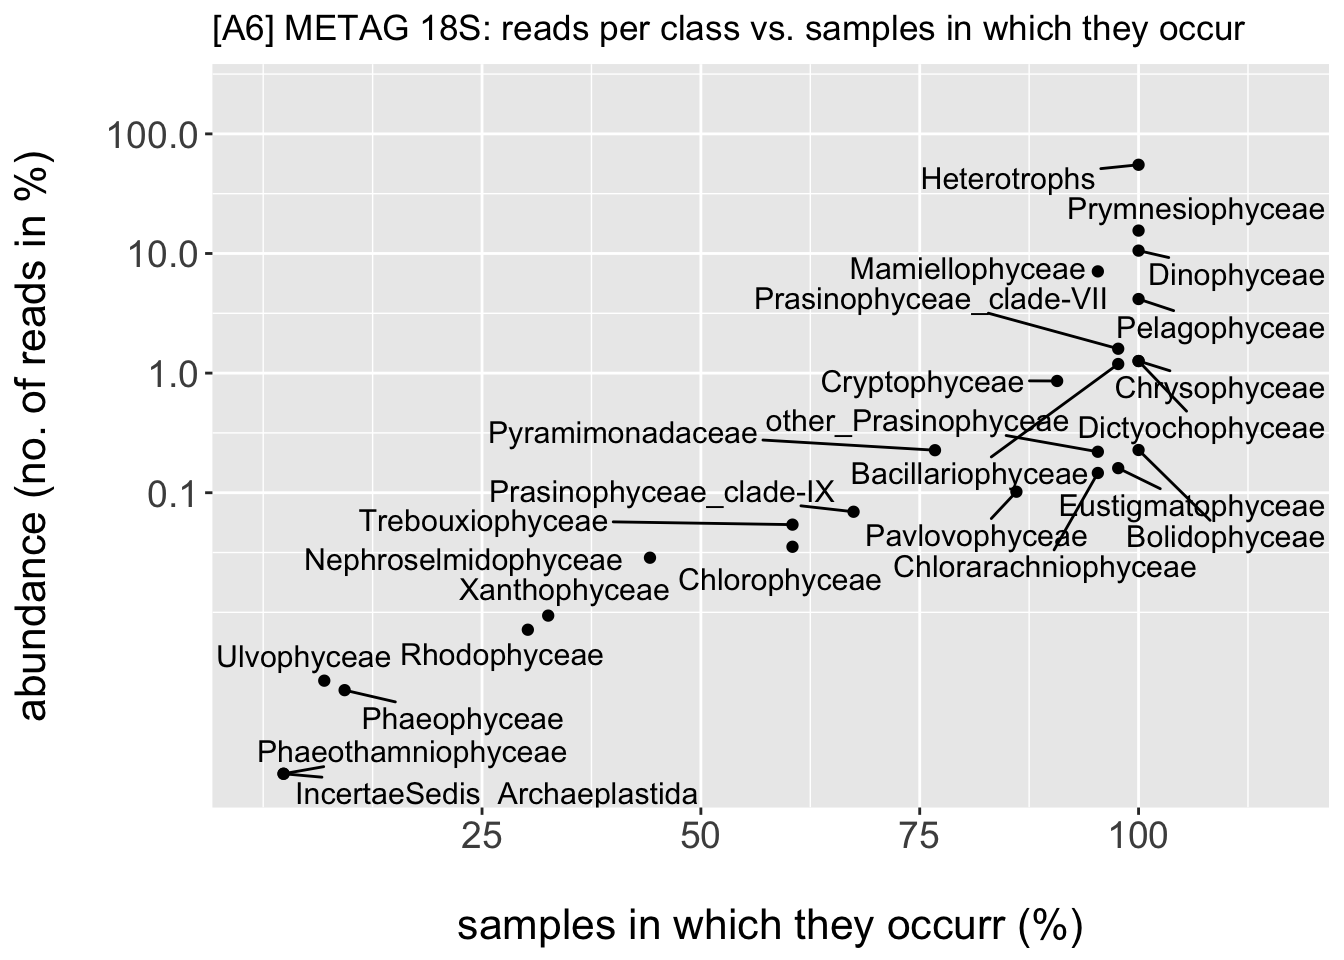 [A6] METAG 18S: reads per class vs. samples in which they occur
abundance (no. of reads in %)
100.0
10.0
1.0
0.1
Heterotrophs
Prymnesiophyceae
Mamiellophyceae
Dinophyceae
Prasinophyceae_clade-VII
Pelagophyceae
Cryptophyceae
Chrysophyceae
other_Prasinophyceae
Dictyochophyceae
Pyramimonadaceae
Bacillariophyceae
Prasinophyceae_clade-IX
Eustigmatophyceae
Trebouxiophyceae
Pavlovophyceae
Bolidophyceae
Nephroselmidophyceae
Chlorarachniophyceae
Chlorophyceae
Xanthophyceae
Ulvophyceae
Rhodophyceae
Phaeophyceae
Phaeothamniophyceae
IncertaeSedis_Archaeplastida
25
50
75
100
samples in which they occurr (%)